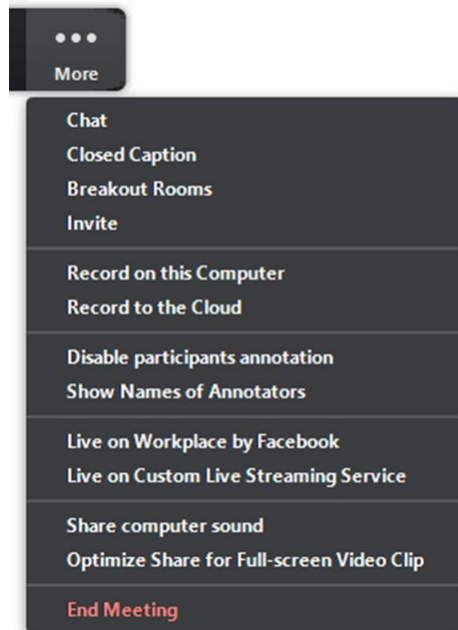 More
Chat
Closed Caption
Breakout Rooms
Invite
Record on this Computer
Record to the Cloud
Disable participants annotation
Show Names of Annotators
Live on Workplace by Facebook
Live on Custom Live Streaming Service
Share computer sound
Optimize Share for Full-screen Video Clip
End Meeting